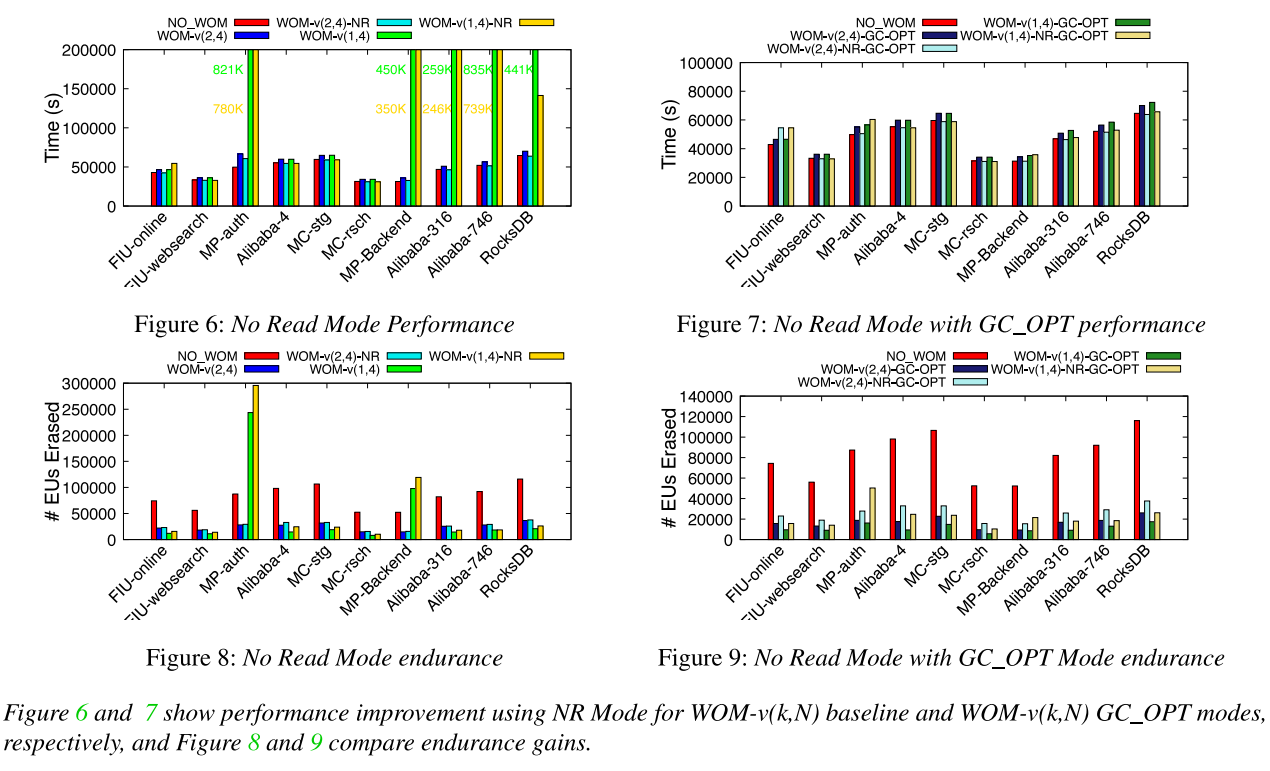 NO_WOM
WOM-v(2,4)
WOM-v(2,4)-NR
WOM-v(1,4)
WOM-v(1,4)-NR
Time (s)
200000
150000
100000
50000
0
821K
780K
450K
350K
259K
246K
835K
739K
441K
FIU-online
FIU-websearch
MP-auth
Alibaba-4
MC-stg
MC-rsch
MP-Backend
Alibaba-316
Alibaba-746
RocksDB
Figure 6: No Read Mode Performance
NO_WOM
WOM-v(2,4)-GC-OPT
WOM-v(2,4)-NR-GC-OPT
WOM-v(1,4)-GC-OPT
WOM-v(1,4)-NR-GC-OPT
Time (s)
100000
80000
60000
40000
20000
0
FIU-online
FIU-websearch
MP-auth
Alibaba-4
MC-stg
MC-rsch
MP-Backend
Alibaba-316
Alibaba-746
RocksDB
Figure 7: No Read Mode with GC_OPT performance
NO_WOM
WOM-v(2,4)
WOM-v(2,4)-NR
WOM-v(1,4)
WOM-v(1,4)-NR
# EUs Erased
300000
250000
200000
150000
100000
50000
0
FIU-online
FIU-websearch
MP-auth
Alibaba-4
MC-stg
MC-rsch
MP-Backend
Alibaba-316
Alibaba-746
RocksDB
Figure 8: No Read Mode endurance
NO_WOM
WOM-v(2,4)-GC-OPT
WOM-v(2,4)-NR-GC-OPT
WOM-v(1,4)-GC-OPT
WOM-v(1,4)-NR-GC-OPT
# EUs Erased
140000
120000
100000
80000
60000
40000
20000
0
FIU-online
FIU-websearch
MP-auth
Alibaba-4
MC-stg
MC-rsch
MP-Backend
Alibaba-316
Alibaba-746
RocksDB
Figure 9: No Read Mode with GC_OPT Mode endurance
Figure 6 and 7 show performance improvement using NR Mode for WOM-v(k,N) baseline and WOM-v(k,N) GC_OPT modes,
respectively, and Figure 8 and 9 compare endurance gains.